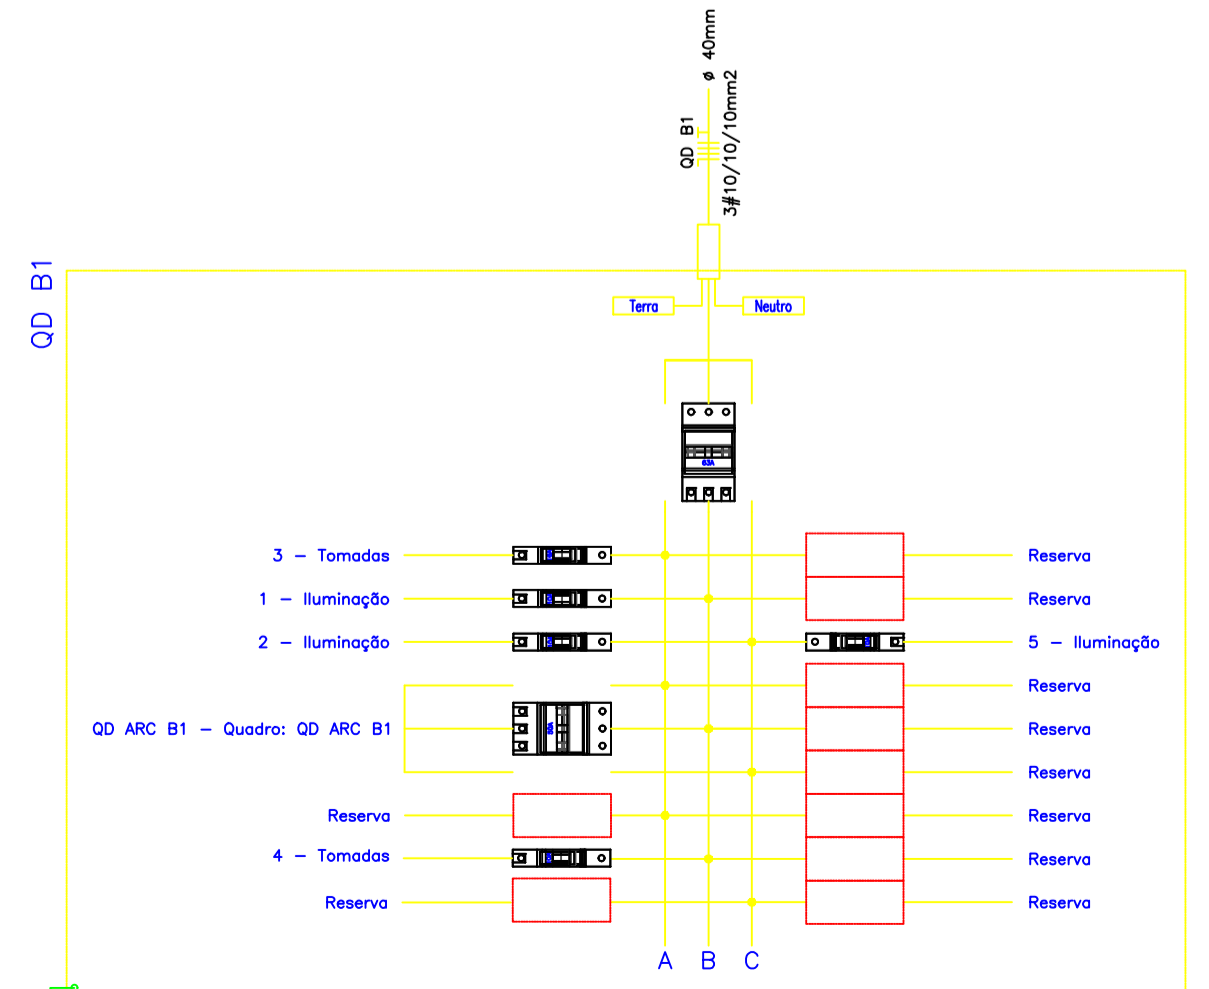 ø 40mm
QD B1
3#10/10/10mm2
QD B1
Terra
Neutro
63A
3 - Tomadas
Reserva
1 - Iluminação
Reserva
2 - Iluminação
5 - Iluminação
Reserva
QD ARC B1 - Quadro: QD ARC B1
50A
Reserva
Reserva
Reserva
Reserva
4 - Tomadas
Reserva
Reserva
Reserva
A B C